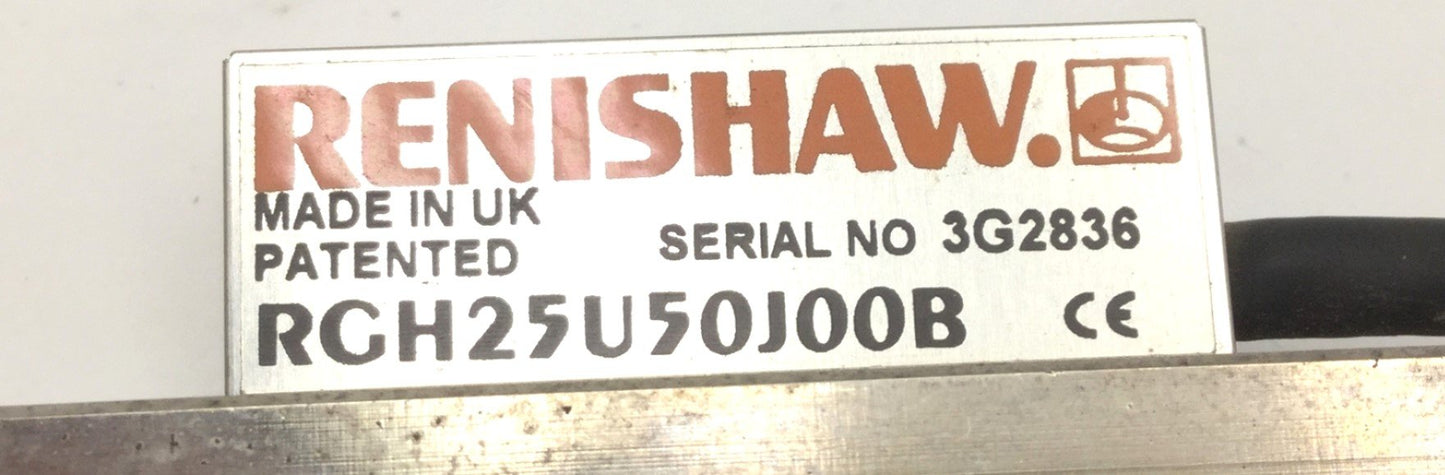 RENISHAW.
MADE IN UK
PATENTED SERIAL NO 3G2836
RGH25U50J00B CE